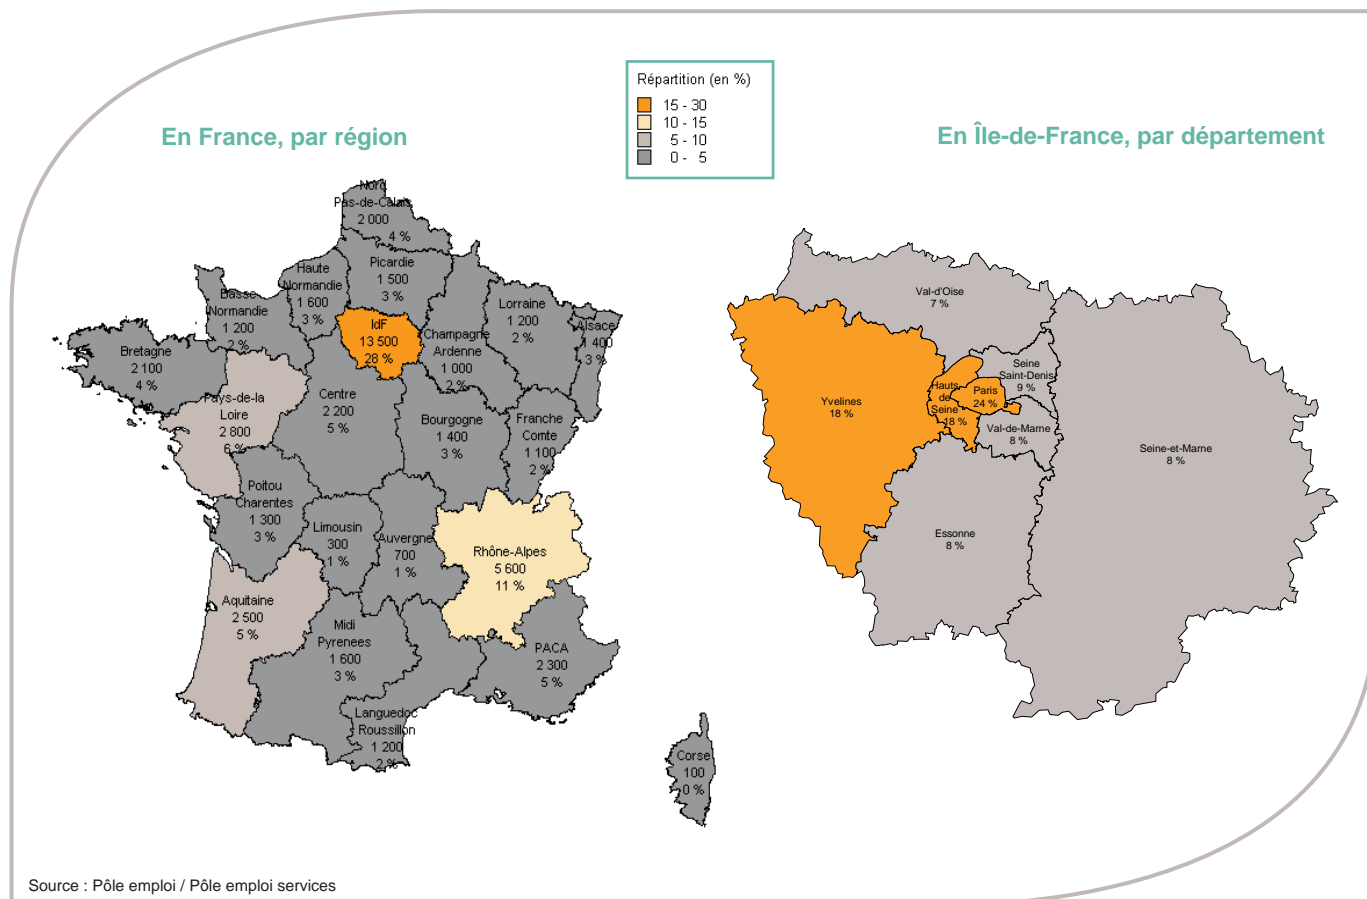 Répartition (en %)
15 - 30
10 - 15
5 - 10
0 - 5
En France, par région
En Île-de-France, par département
Nord
Pas-de-Calais
2 000
4 %
Picardie
1 500
3 %
Haute
Normandie
1 600
3 %
Basse
Normandie
1 200
2 %
IdF
13 500
28 %
Champagne
Ardenne
1 000
2 %
Lorraine
1 200
2 %
Alsace
1 400
3 %
Bretagne
2 100
4 %
Pays-de-la
Loire
2 800
6 %
Centre
2 200
5 %
Bourgogne
1 400
3 %
Franche
Comte
1 100
2 %
Poitou
Charentes
1 300
3 %
Limousin
300
1 %
Auvergne
700
1 %
Rhône-Alpes
5 600
11 %
Aquitaine
2 500
5 %
Midi
Pyrenees
1 600
3 %
Languedoc
Roussillon
1 200
2 %
PACA
2 300
5 %
Corse
100
0 %
Val-d'Oise
7 %
Yvelines
18 %
Hauts
de
Seine
18 %
Paris
24 %
Seine
Saint-Denis
9 %
Val-de-Marne
8 %
Seine-et-Marne
8 %
Essonne
8 %
Source : Pôle emploi / Pôle emploi services